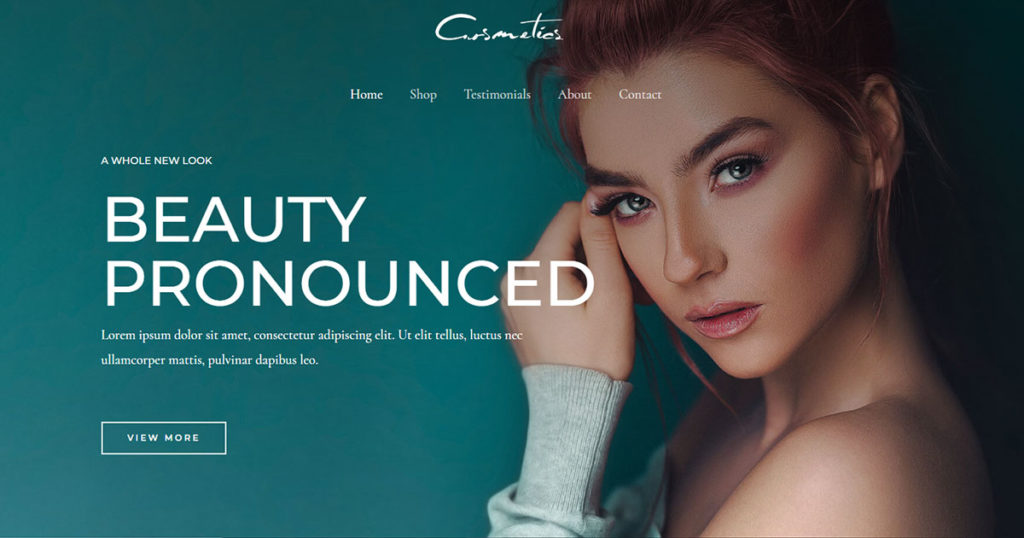 Cosmetics
Home Shop Testimonials About Contact
A WHOLE NEW LOOK
BEAUTY
PRONOUNCED
Lorem ipsum dolor sit amet, consectetur adipiscing elit. Ut elit tellus, luctus nec
ullamcorper mattis, pulvinar dapibus leo.
VIEW MORE